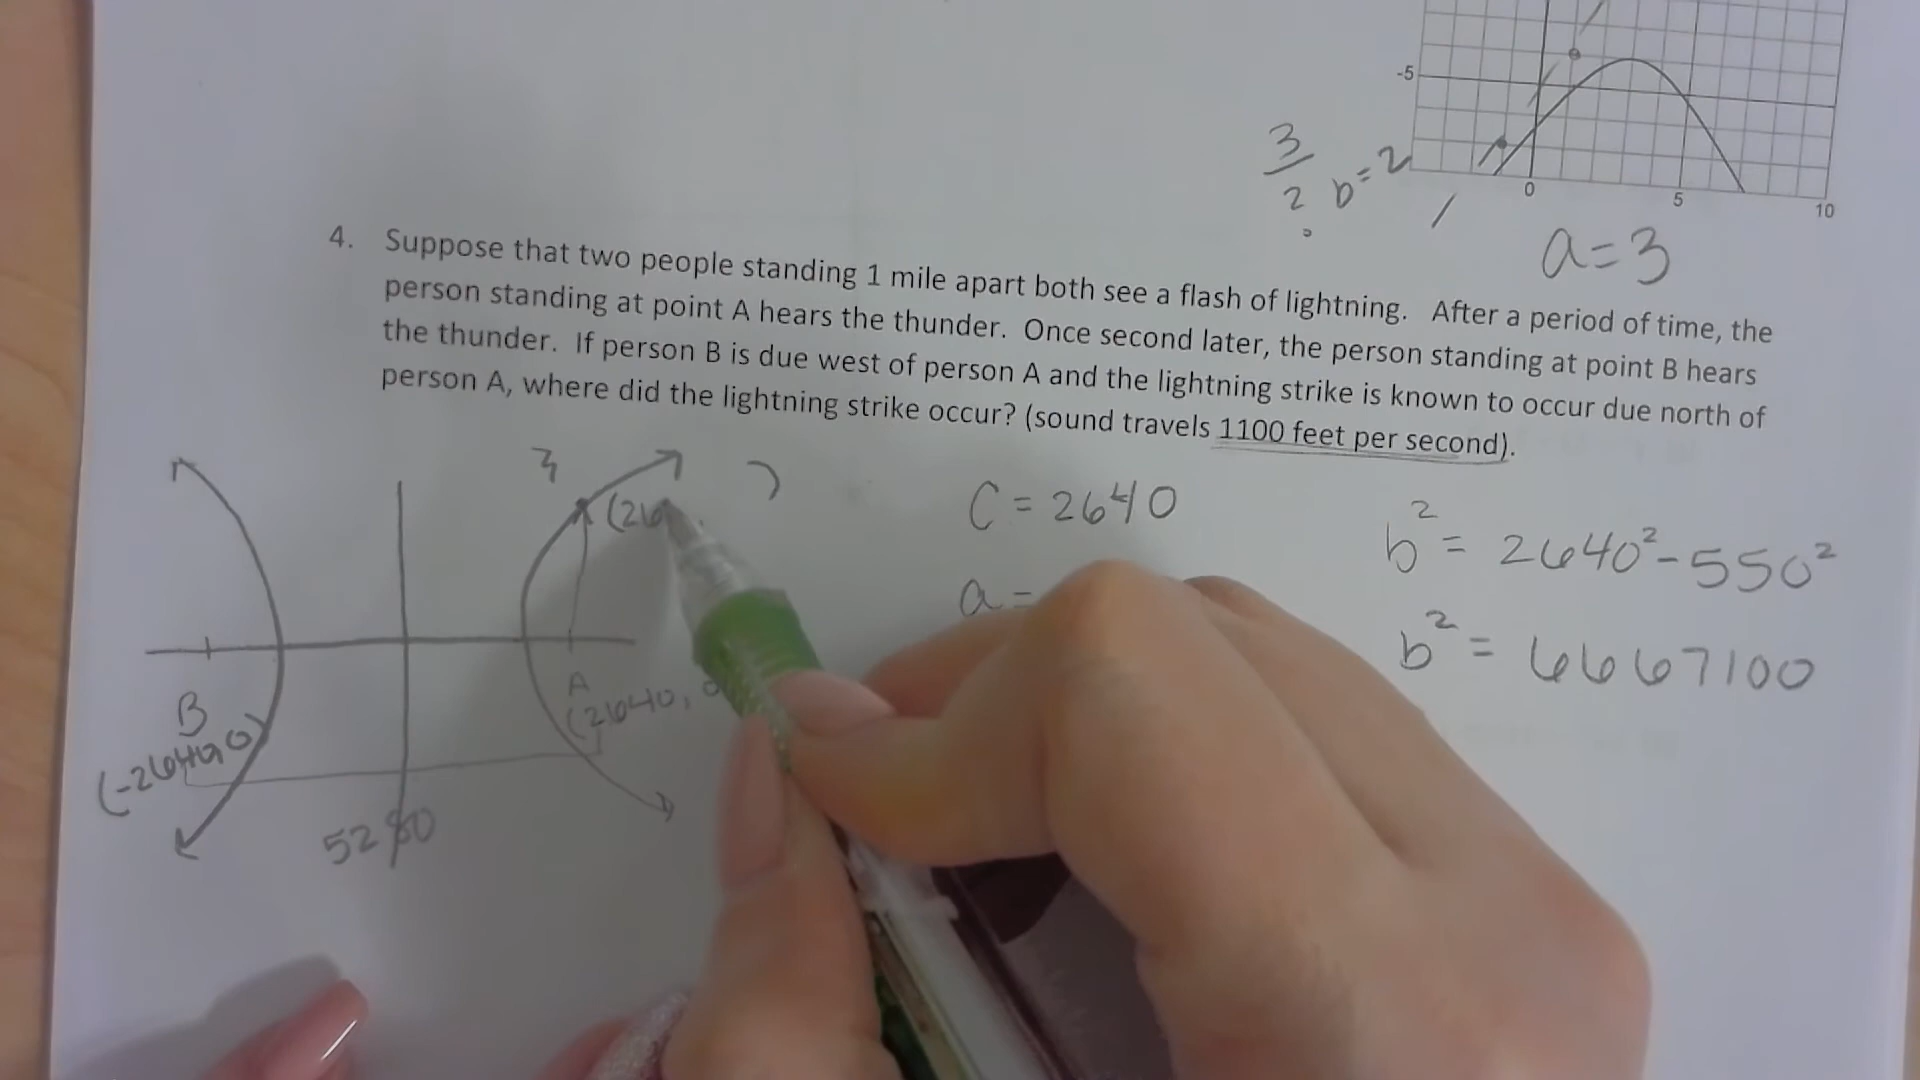 -5
0
5
10
3
2
b = 2
a = 3
4. Suppose that two people standing 1 mile apart both see a flash of lightning. After a period of time, the
person standing at point A hears the thunder. Once second later, the person standing at point B hears
the thunder. If person B is due west of person A and the lightning strike is known to occur due north of
person A, where did the lightning strike occur? (sound travels 1100 feet per second).
(26
C = 2640
a =
b² = 2640² - 550²
b² = 6667100
A
(2640,
B
(-2640, 0)
5280